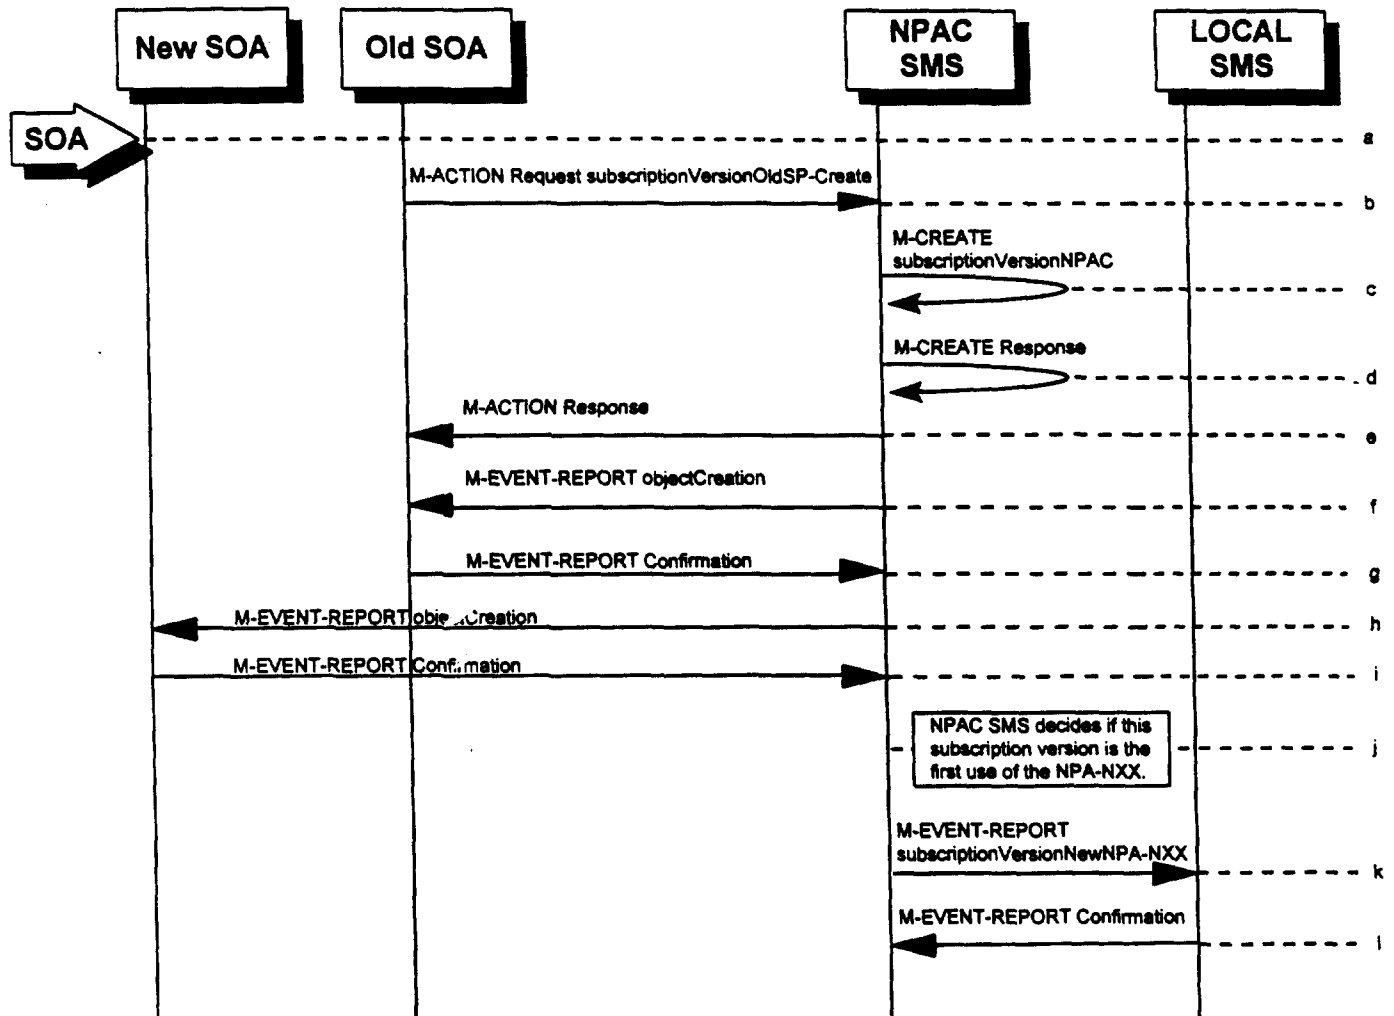 New SOA
Old SOA
NPAC
SMS
LOCAL
SMS
SOA
a
M-ACTION Request subscriptionVersionOldSP-Create
b
M-CREATE
subscriptionVersionNPAC
c
M-CREATE Response
d
M-ACTION Response
e
M-EVENT-REPORT objectCreation
f
M-EVENT-REPORT Confirmation
g
M-EVENT-REPORT
h
M-EVENT-REPORT
i
NPAC SMS decides if this
subscription version is the
first use of the NPA-NXX.
j
M-EVENT-REPORT
subscriptionVersionNewNPA-NXX
k
M-EVENT-REPORT Confirmation
l